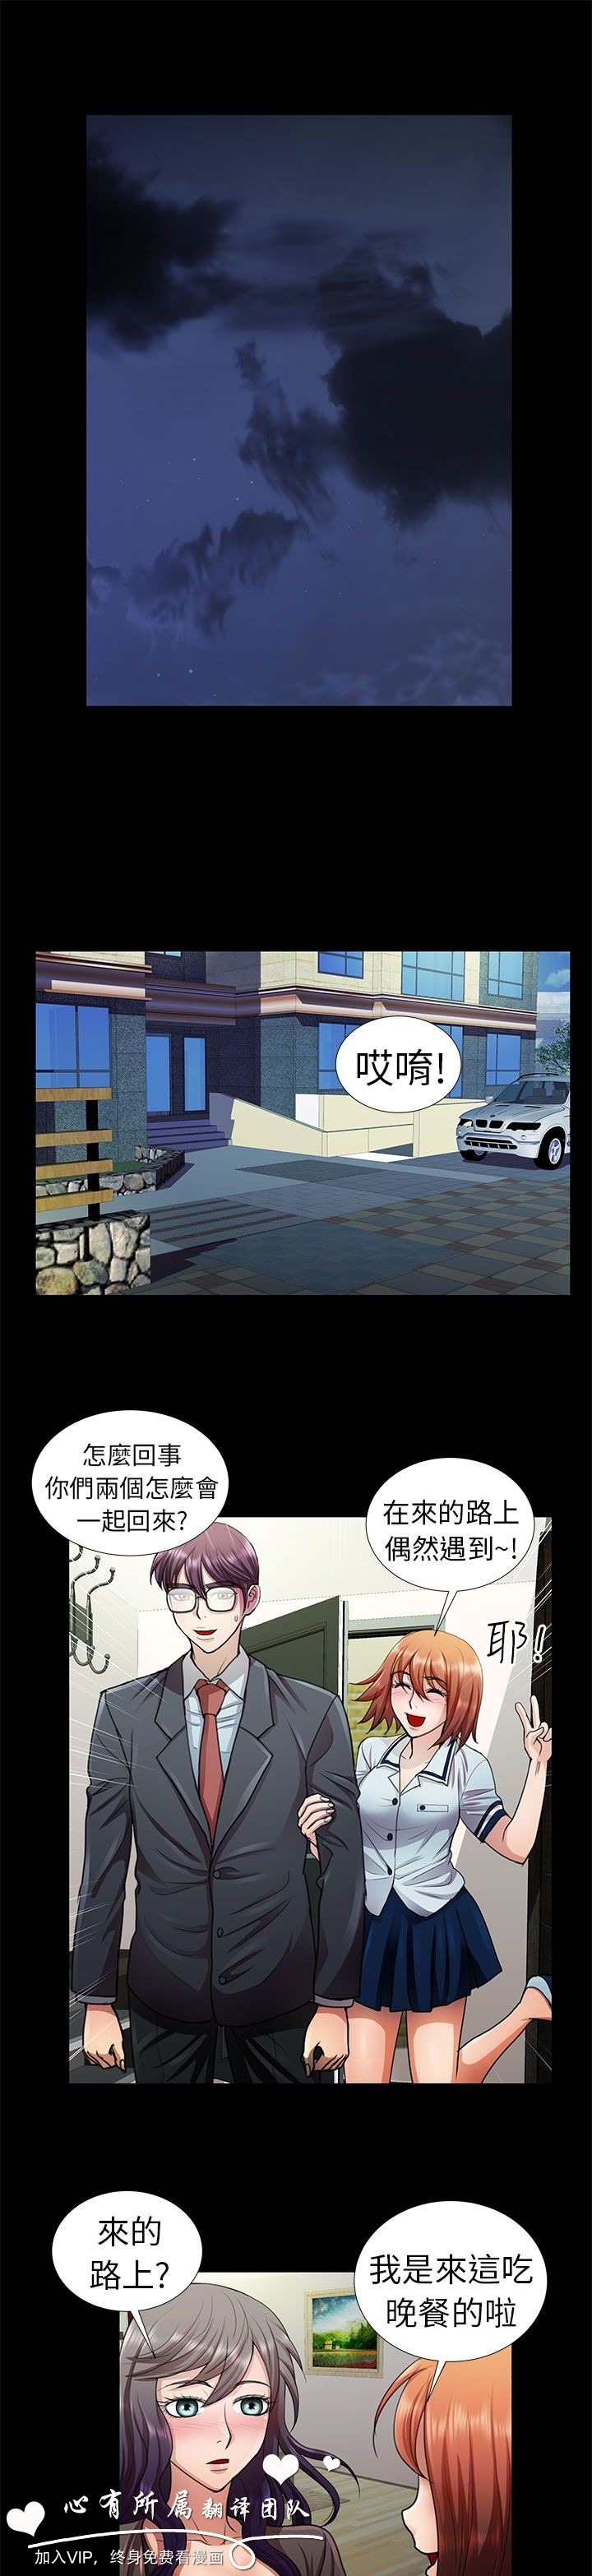 哎唷!
怎麼回事
你們兩個怎麼會
一起回來?
在來的路上
偶然遇到~!
耶!
來的
路上?
我是來這吃
晚餐的啦
心有所属翻译团队
加入VIP，终身免费看漫画